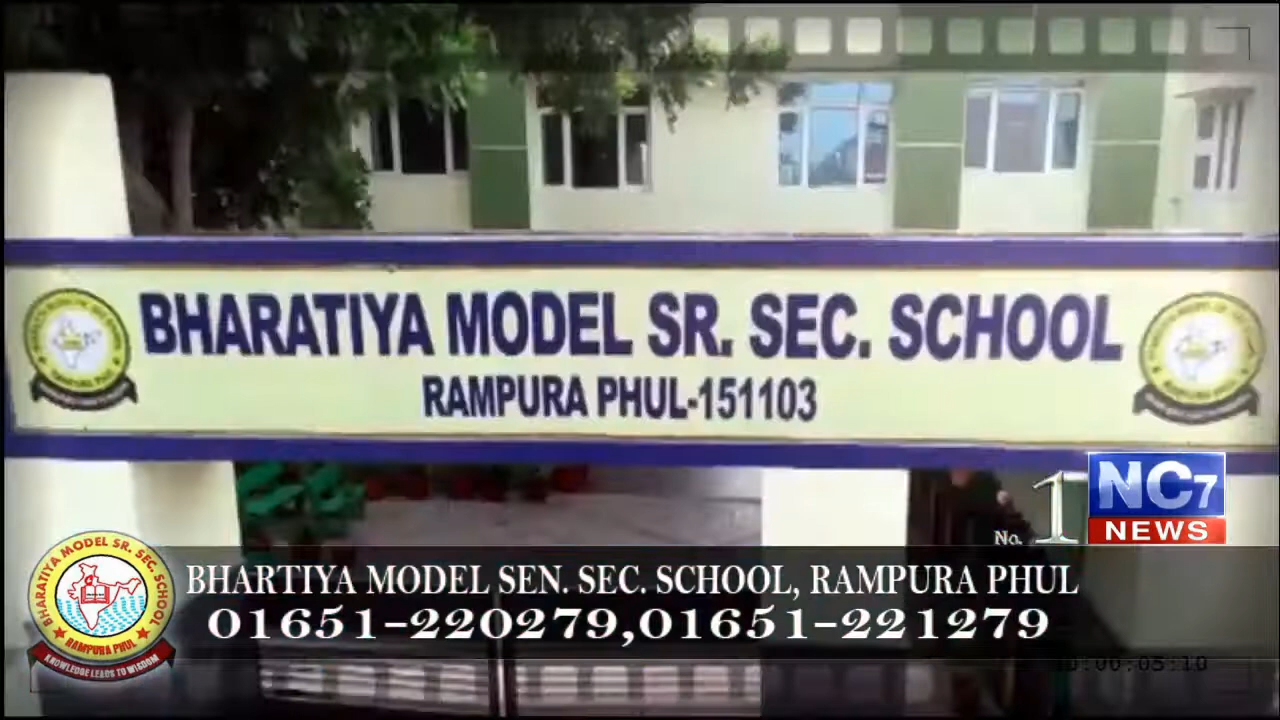 BHARATIYA MODEL SR. SEC. SCHOOL
RAMPURA PHUL-151103
No. 1
NC7
NEWS
BHARATIYA MODEL SR. SEC. SCHOOL
RAMPURA PHUL
KNOWLEDGE LEADS TO WISDOM
BHARTIYA MODEL SEN. SEC. SCHOOL, RAMPURA PHUL
01651-220279,01651-221279